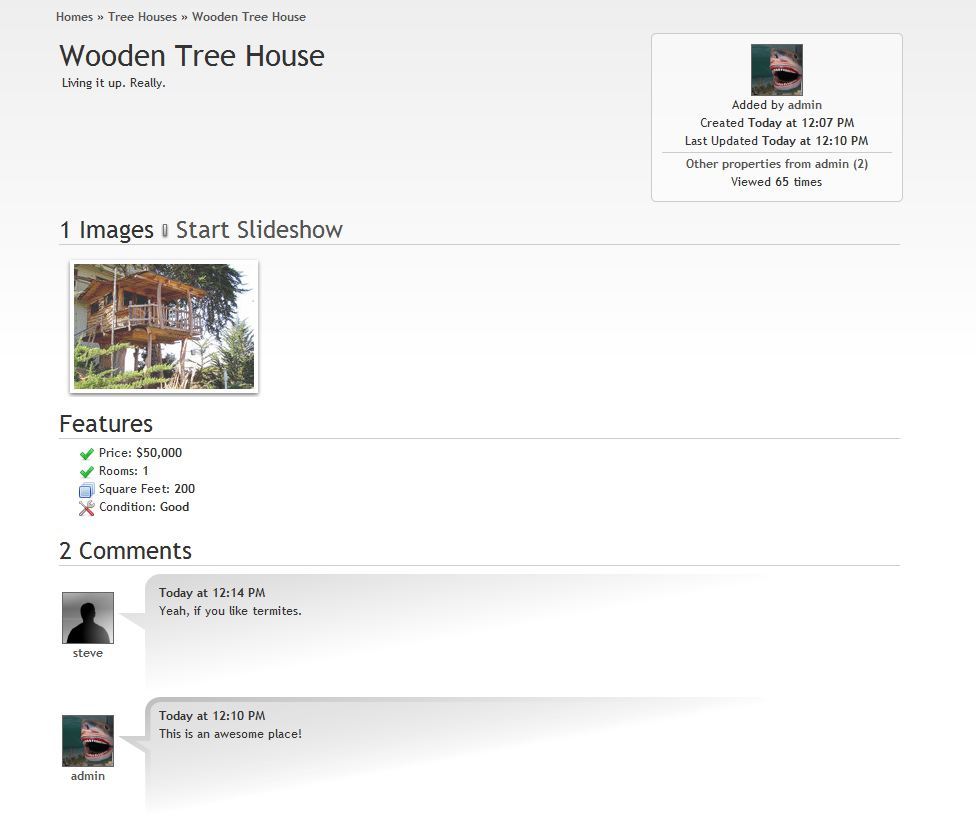 Homes » Tree Houses » Wooden Tree House
Wooden Tree House
Living it up. Really.
Added by admin
Created Today at 12:07 PM
Last Updated Today at 12:10 PM
Other properties from admin (2)
Viewed 65 times
1 Images Start Slideshow
Features
Price: $50,000
Rooms: 1
Square Feet: 200
Condition: Good
2 Comments
Today at 12:14 PM
Yeah, if you like termites.
steve
Today at 12:10 PM
This is an awesome place!
admin